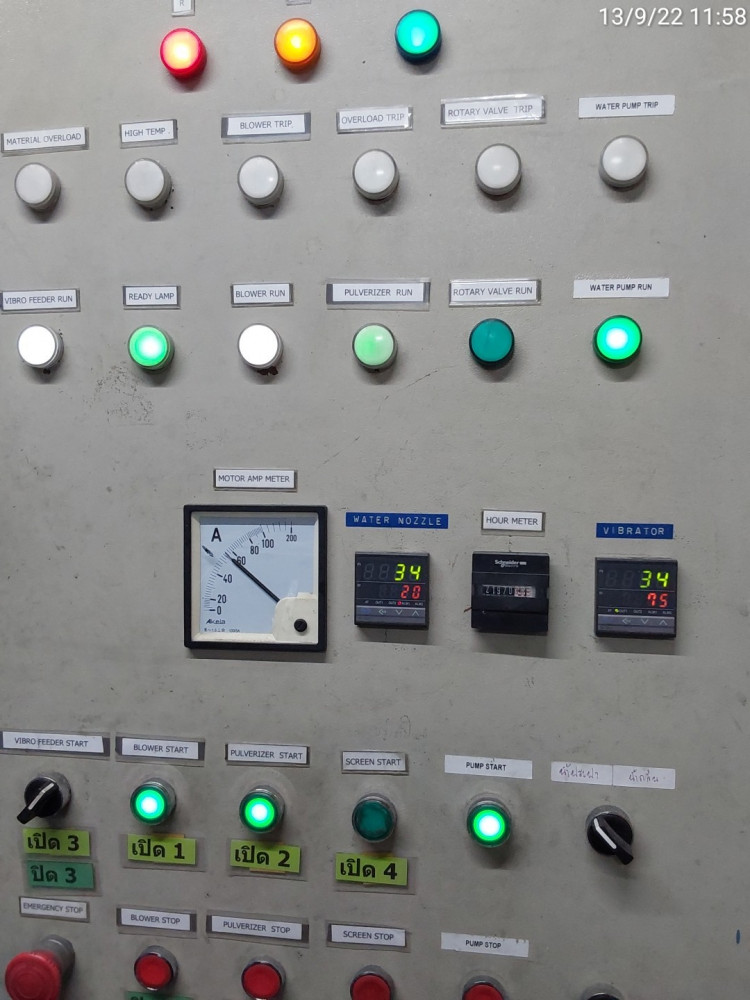 13/9/22 11:58
R
MATERIAL OVERLOAD
HIGH TEMP.
BLOWER TRIP
OVERLOAD TRIP
ROTARY VALVE TRIP
WATER PUMP TRIP
VIBRO FEEDER RUN
READY LAMP
BLOWER RUN
PULVERIZER RUN
ROTARY VALVE RUN
WATER PUMP RUN
MOTOR AMP METER
WATER NOZZLE
HOUR METER
VIBRATOR
A
0
20
40
60
80
100
200
34
20
Schneider
34
75
VIBRO FEEDER START
BLOWER START
PULVERIZER START
SCREEN START
PUMP START
เปิด 3
เปิด 1
เปิด 2
เปิด 4
ปิด 3
EMERGENCY STOP
BLOWER STOP
PULVERIZER STOP
SCREEN STOP
PUMP STOP